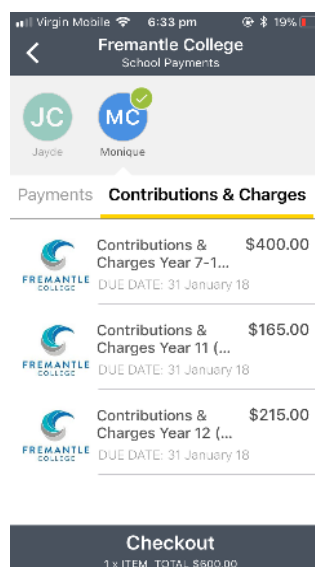 Virgin Mobile 6:33 pm 19%
Fremantle College
School Payments
JC MC
Jayde Monique
Payments Contributions & Charges
Contributions & $400.00
Charges Year 7-1...
FREMANTLE
COLLEGE
DUE DATE: 31 January 18
Contributions & $165.00
Charges Year 11 (...
FREMANTLE
COLLEGE
DUE DATE: 31 January 18
Contributions & $215.00
Charges Year 12 (...
FREMANTLE
COLLEGE
DUE DATE: 31 January 18
Checkout
1 x ITEM TOTAL $600.00